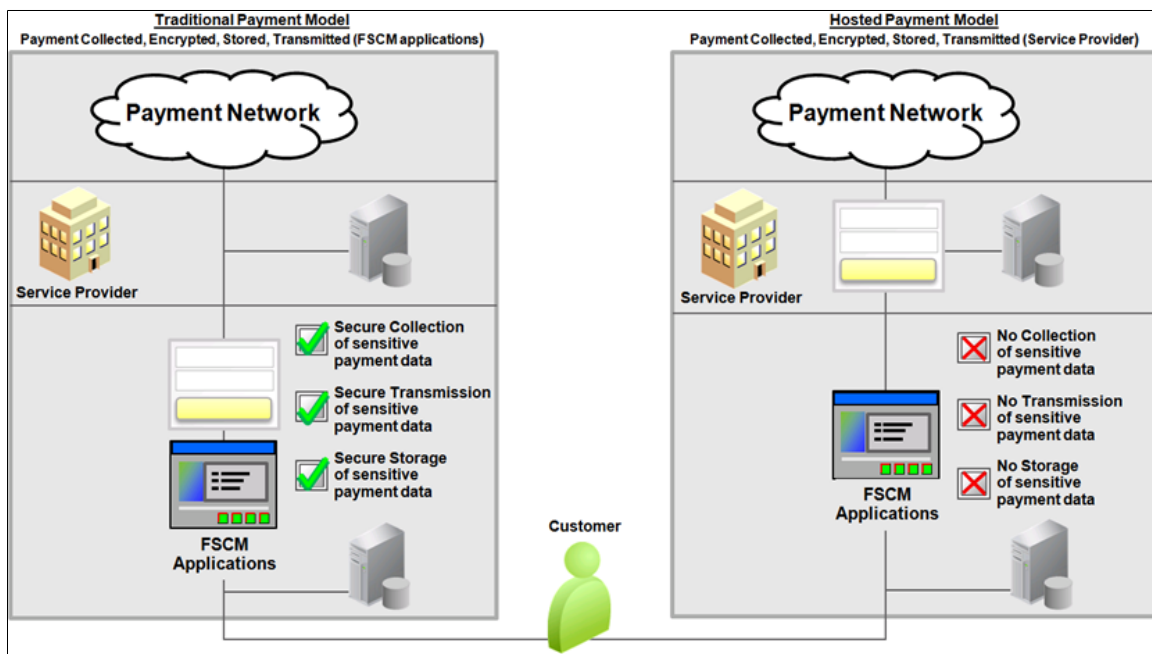 Traditional Payment Model
Payment Collected, Encrypted, Stored, Transmitted (FSCM applications)
Payment Network
Service Provider
Secure Collection
of sensitive
payment data
Secure Transmission
of sensitive
payment data
Secure Storage
of sensitive
payment data
FSCM
Applications
Customer
Hosted Payment Model
Payment Collected, Encrypted, Stored, Transmitted (Service Provider)
Payment Network
Service Provider
No Collection
of sensitive
payment data
No Transmission
of sensitive
payment data
No Storage
of sensitive
payment data
FSCM
Applications